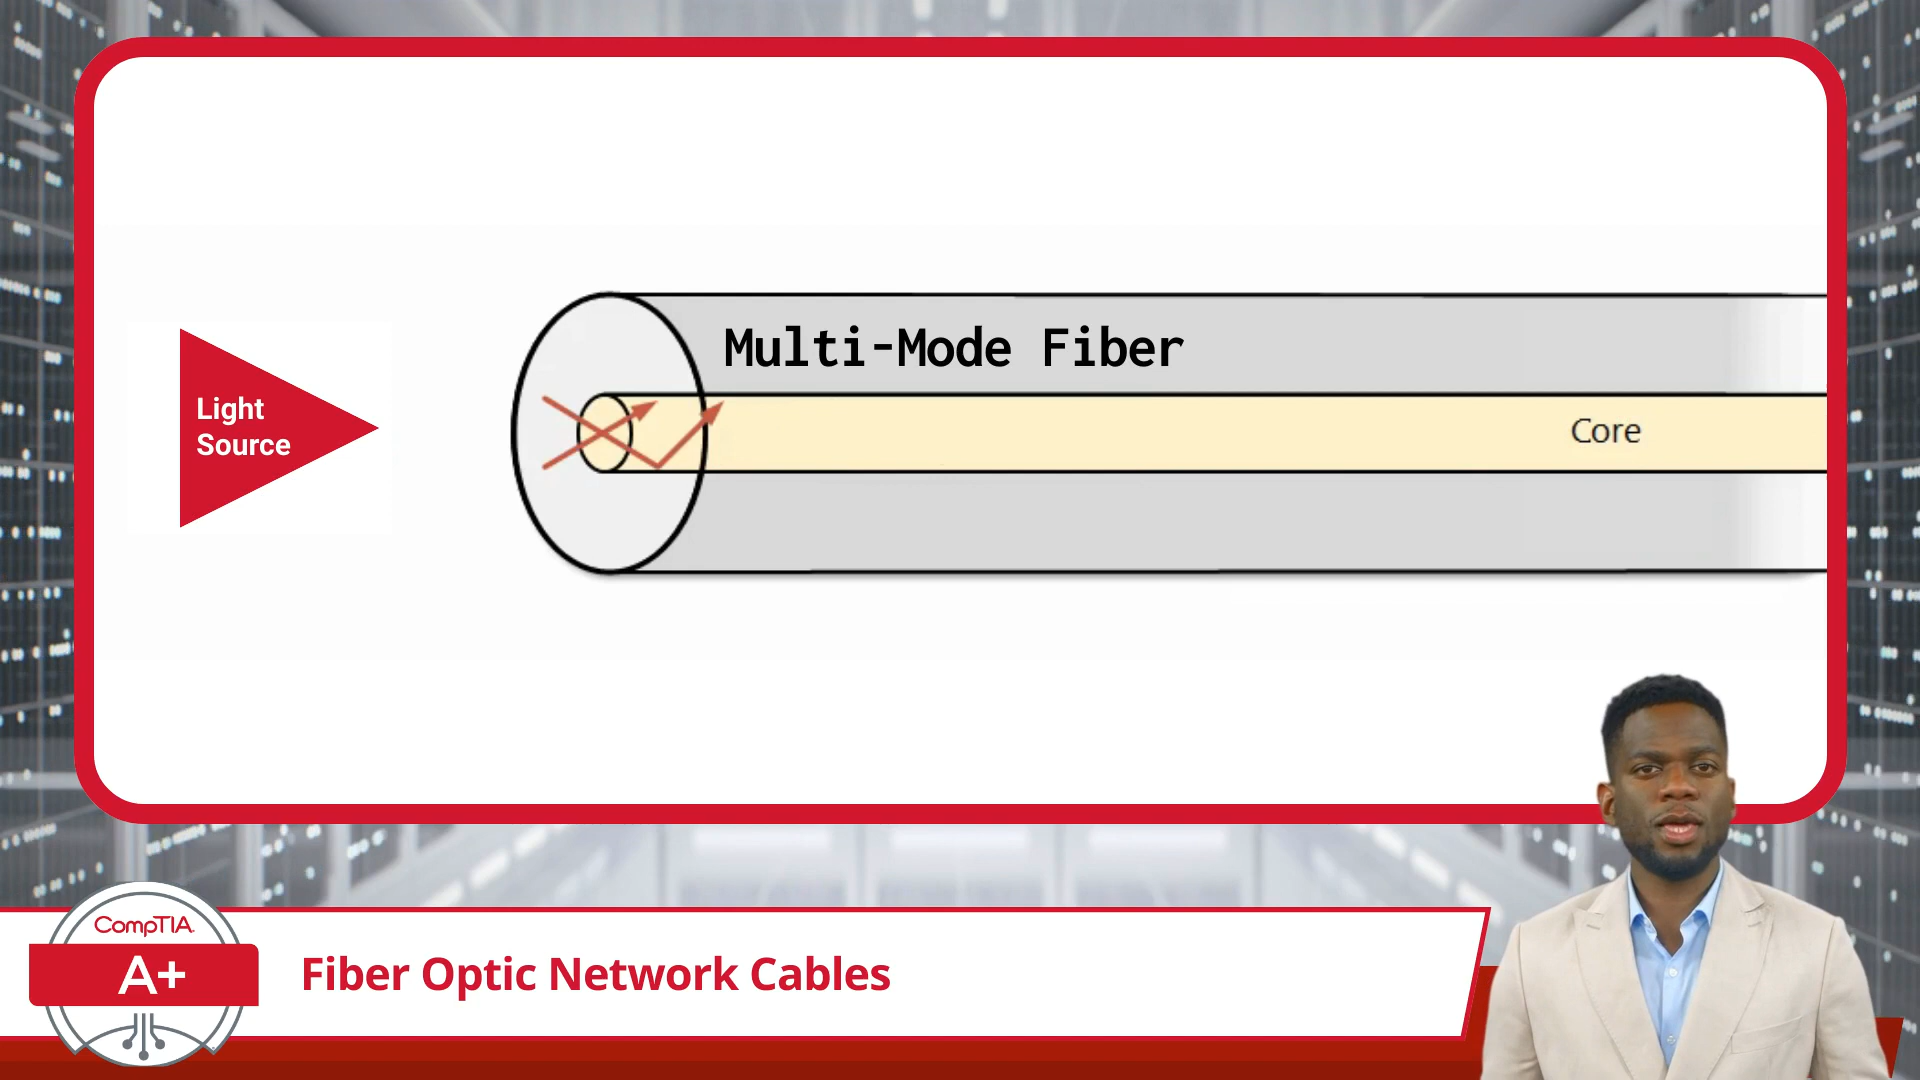 Multi-Mode Fiber
Light
Source
Core
CompTIA.
A+
Fiber Optic Network Cables